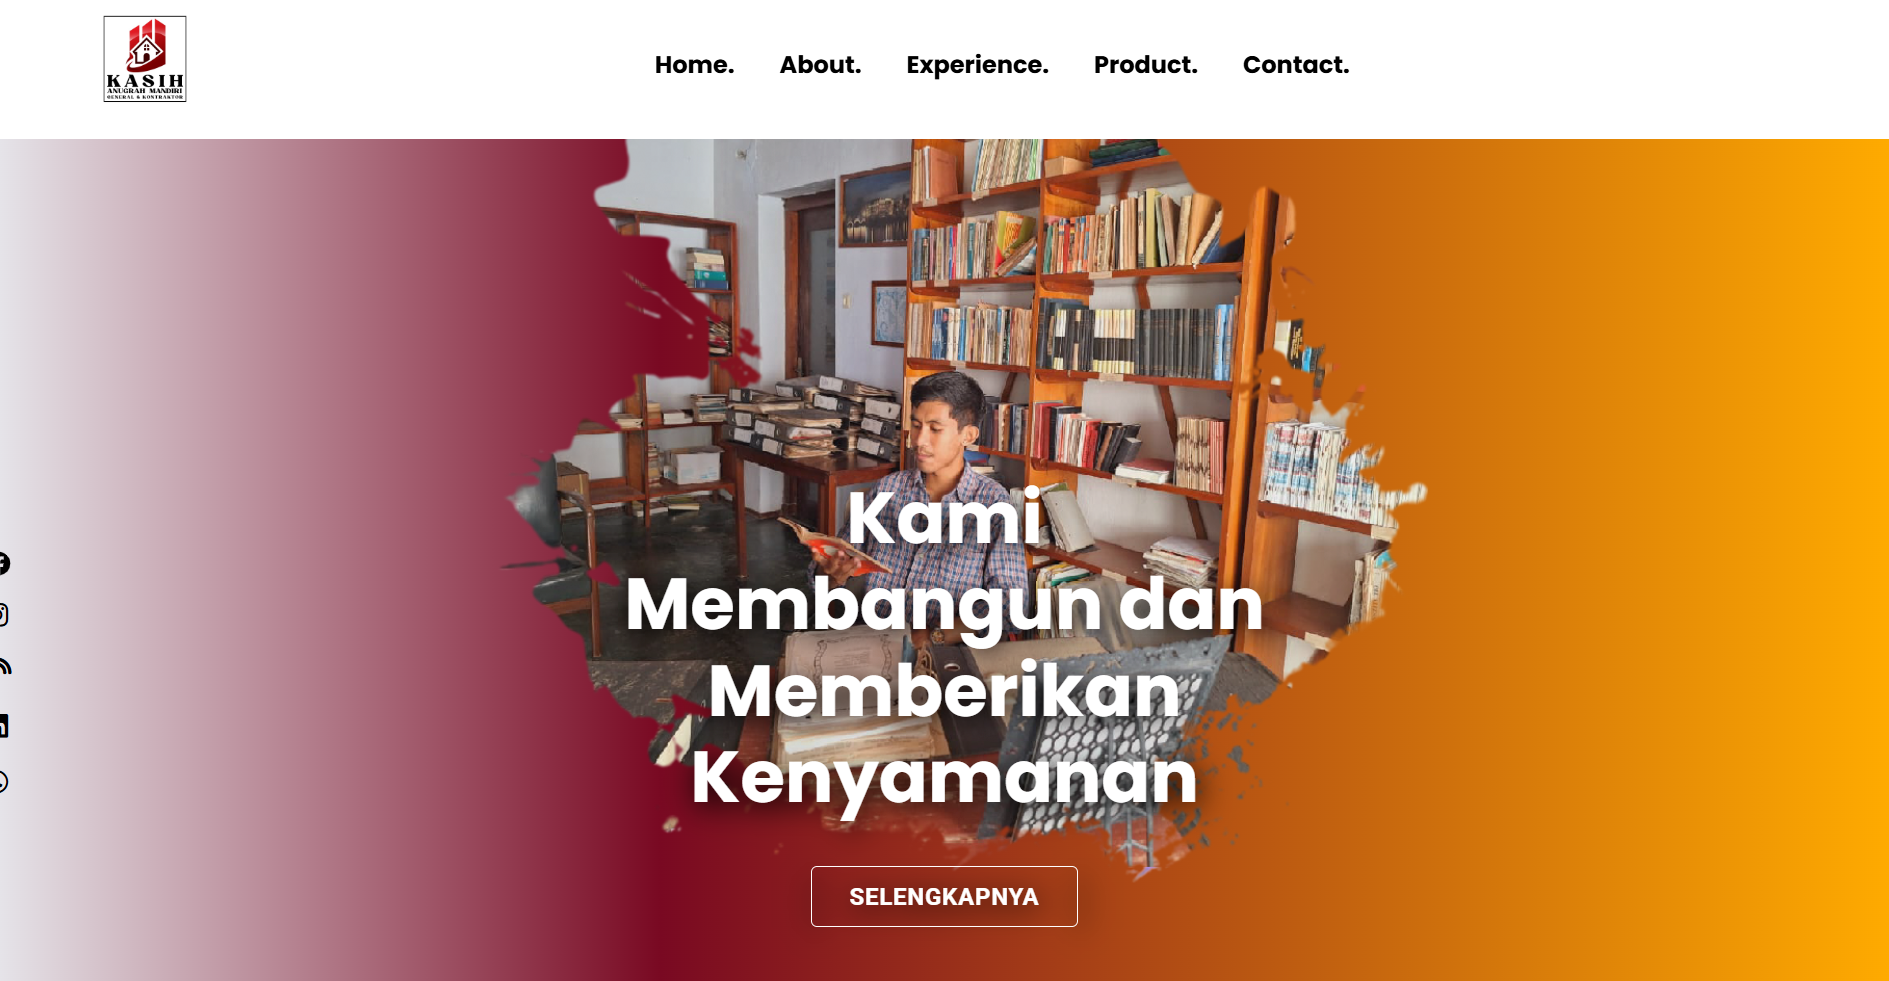 KASIH
ANUGRAH MANDIRI
GENERAL & KONTRAKTOR
Home. About. Experience. Product. Contact.
Kami
Membangun dan
Memberikan
Kenyamanan
SELENGKAPNYA